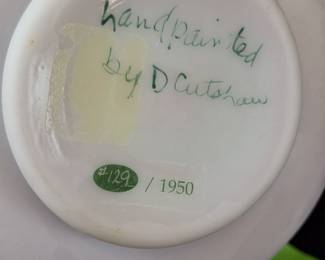 handpainted
by D Cutshaw
#129 / 1950